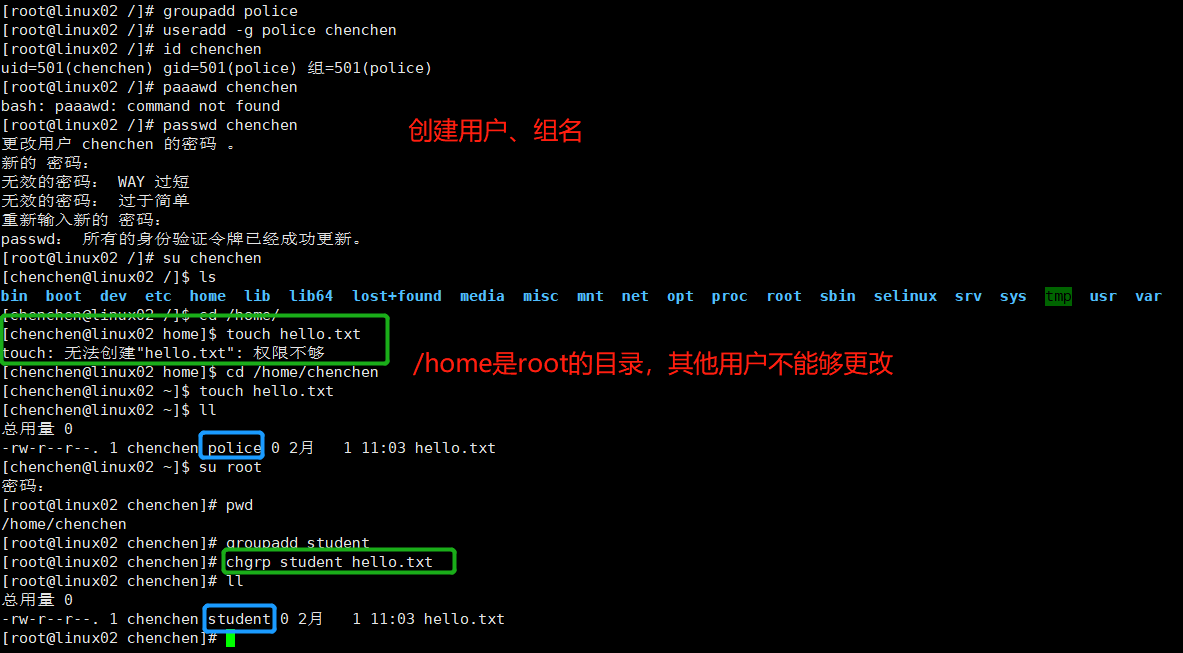 [root@linux02 /]# groupadd police
[root@linux02 /]# useradd -g police chenchen
[root@linux02 /]# id chenchen
uid=501(chenchen) gid=501(police) 组=501(police)
[root@linux02 /]# paaawd chenchen
bash: paaawd: command not found
[root@linux02 /]# passwd chenchen
创建用户、组名
更改用户 chenchen 的密码 。
新的 密码：
无效的密码： WAY 过短
无效的密码： 过于简单
重新输入新的 密码：
passwd： 所有的身份验证令牌已经成功更新。
[root@linux02 /]# su chenchen
[chenchen@linux02 /]$ ls
bin boot dev etc home lib lib64 lost+found media misc mnt net opt proc root sbin selinux srv sys tmp usr var
[chenchen@linux02 /]$ cd /home/
[chenchen@linux02 home]$ touch hello.txt
touch: 无法创建"hello.txt": 权限不够
/home是root的目录，其他用户不能够更改
[chenchen@linux02 home]$ cd /home/chenchen
[chenchen@linux02 ~]$ touch hello.txt
[chenchen@linux02 ~]$ ll
总用量 0
-rw-r--r--. 1 chenchen police 0 2月 1 11:03 hello.txt
[chenchen@linux02 ~]$ su root
密码：
[root@linux02 chenchen]# pwd
/home/chenchen
[root@linux02 chenchen]# groupadd student
[root@linux02 chenchen]# chgrp student hello.txt
[root@linux02 chenchen]# ll
总用量 0
-rw-r--r--. 1 chenchen student 0 2月 1 11:03 hello.txt
[root@linux02 chenchen]#